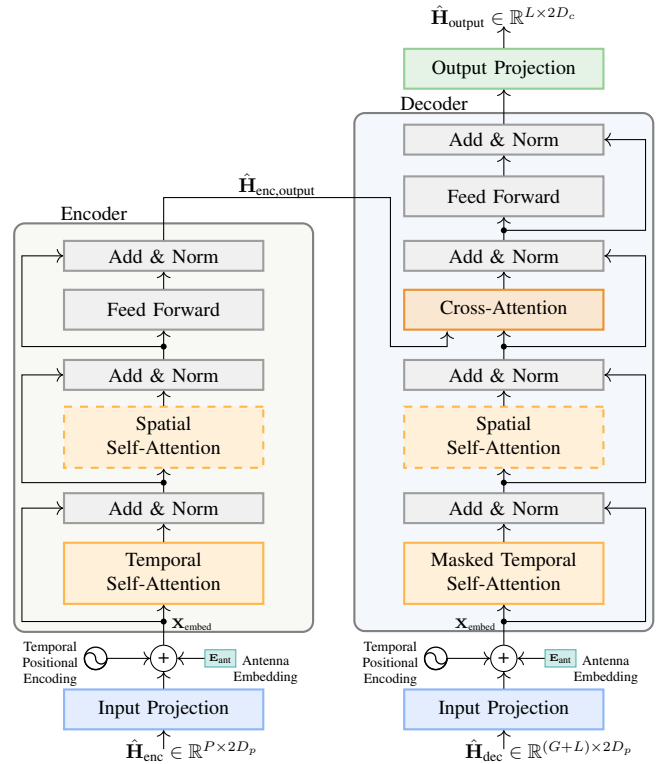 Ĥ_output ∈ ℝ^{L×2D_c}
Output Projection
Decoder
Add & Norm
Feed Forward
Add & Norm
Cross-Attention
Add & Norm
Spatial
Self-Attention
Add & Norm
Masked Temporal
Self-Attention
X_embed
Temporal
Positional
Encoding
+
E_ant
Antenna
Embedding
Input Projection
Ĥ_dec ∈ ℝ^{(G+L)×2D_p}
Ĥ_enc,output
Encoder
Add & Norm
Feed Forward
Add & Norm
Spatial
Self-Attention
Add & Norm
Temporal
Self-Attention
X_embed
Temporal
Positional
Encoding
+
E_ant
Antenna
Embedding
Input Projection
Ĥ_enc ∈ ℝ^{P×2D_p}